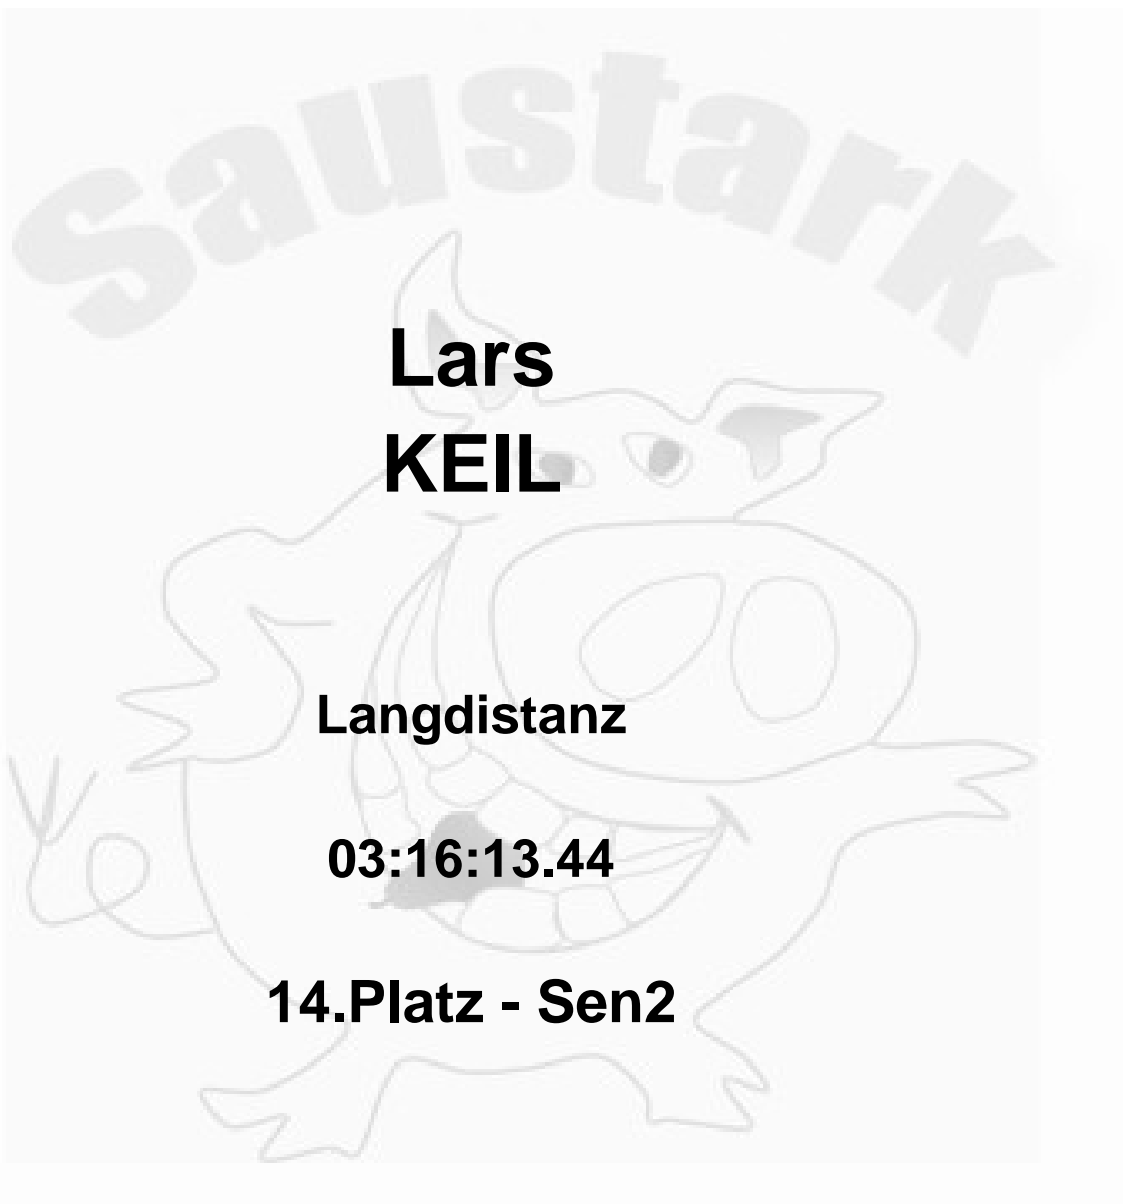 Saustark
Lars
KEIL
Langdistanz
03:16:13.44
14.Platz - Sen2